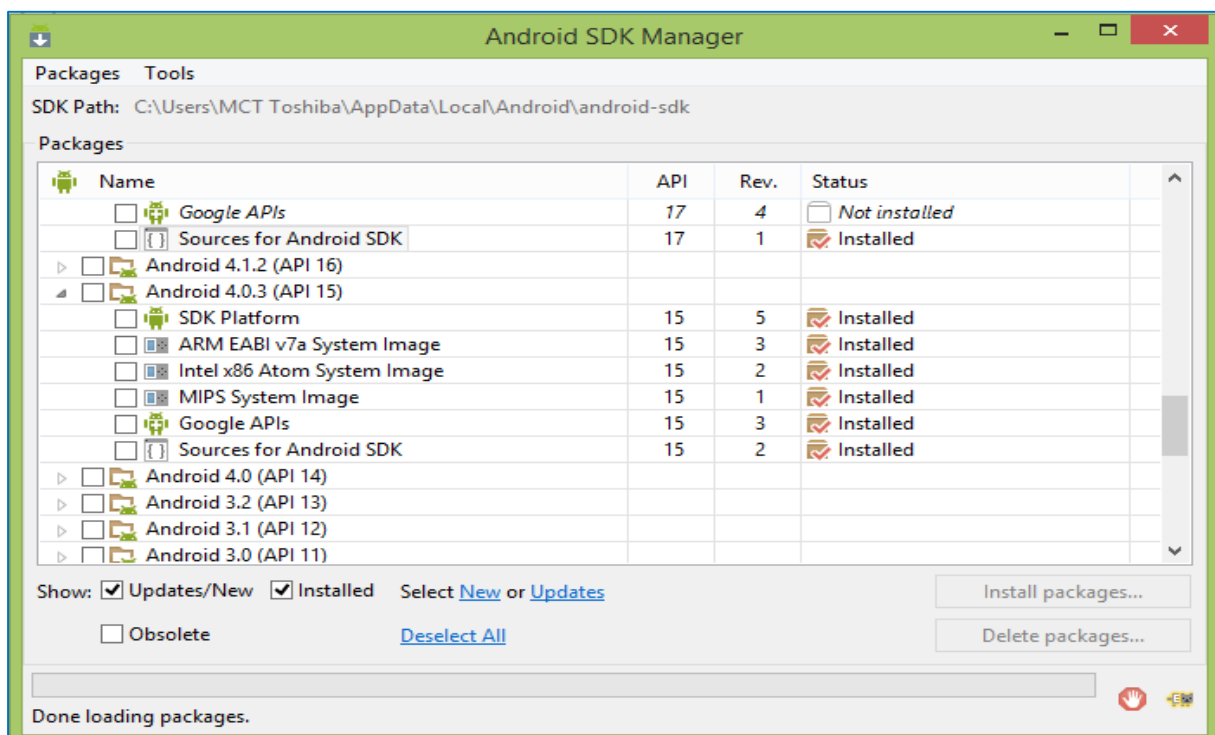 Android SDK Manager
Packages Tools
SDK Path: C:\Users\MCT Toshiba\AppData\Local\Android\android-sdk
Packages
Name API Rev. Status
Google APIs 17 4 Not installed
Sources for Android SDK 17 1 Installed
Android 4.1.2 (API 16)
Android 4.0.3 (API 15)
SDK Platform 15 5 Installed
ARM EABI v7a System Image 15 3 Installed
Intel x86 Atom System Image 15 2 Installed
MIPS System Image 15 1 Installed
Google APIs 15 3 Installed
Sources for Android SDK 15 2 Installed
Android 4.0 (API 14)
Android 3.2 (API 13)
Android 3.1 (API 12)
Android 3.0 (API 11)
Show: Updates/New Installed Select New or Updates Install packages...
Obsolete Deselect All Delete packages...
Done loading packages.